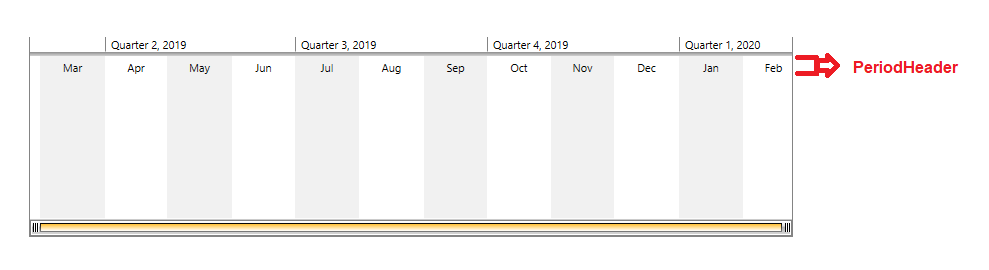 Quarter 2, 2019 Quarter 3, 2019 Quarter 4, 2019 Quarter 1, 2020
Mar Apr May Jun Jul Aug Sep Oct Nov Dec Jan Feb PeriodHeader